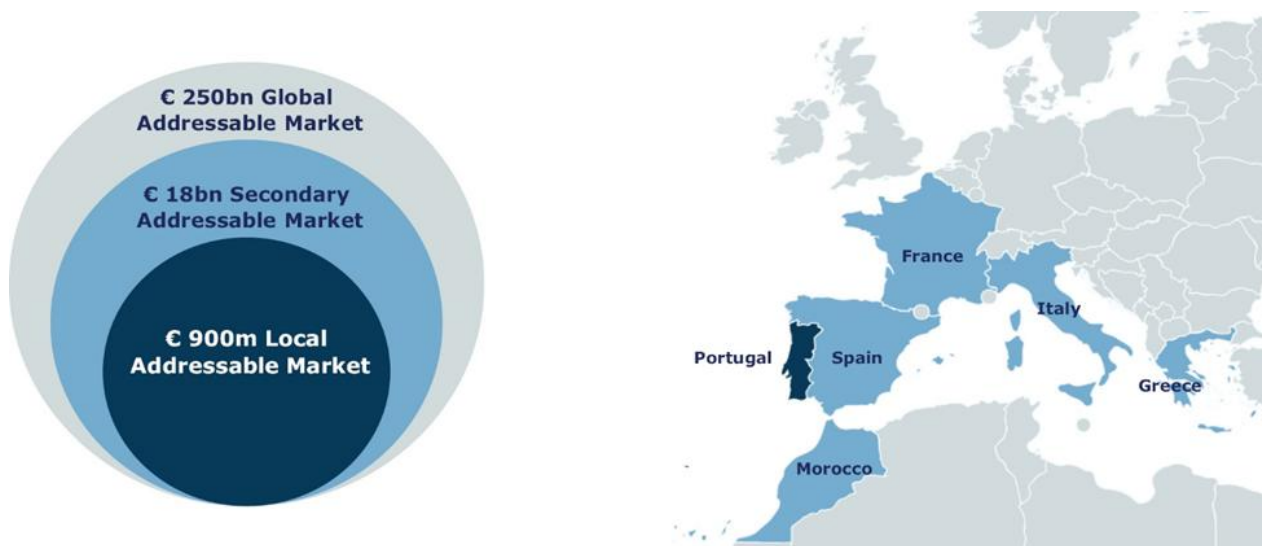 € 250bn Global
Addressable Market
€ 18bn Secondary
Addressable Market
€ 900m Local
Addressable Market
France
Italy
Portugal
Spain
Greece
Morocco